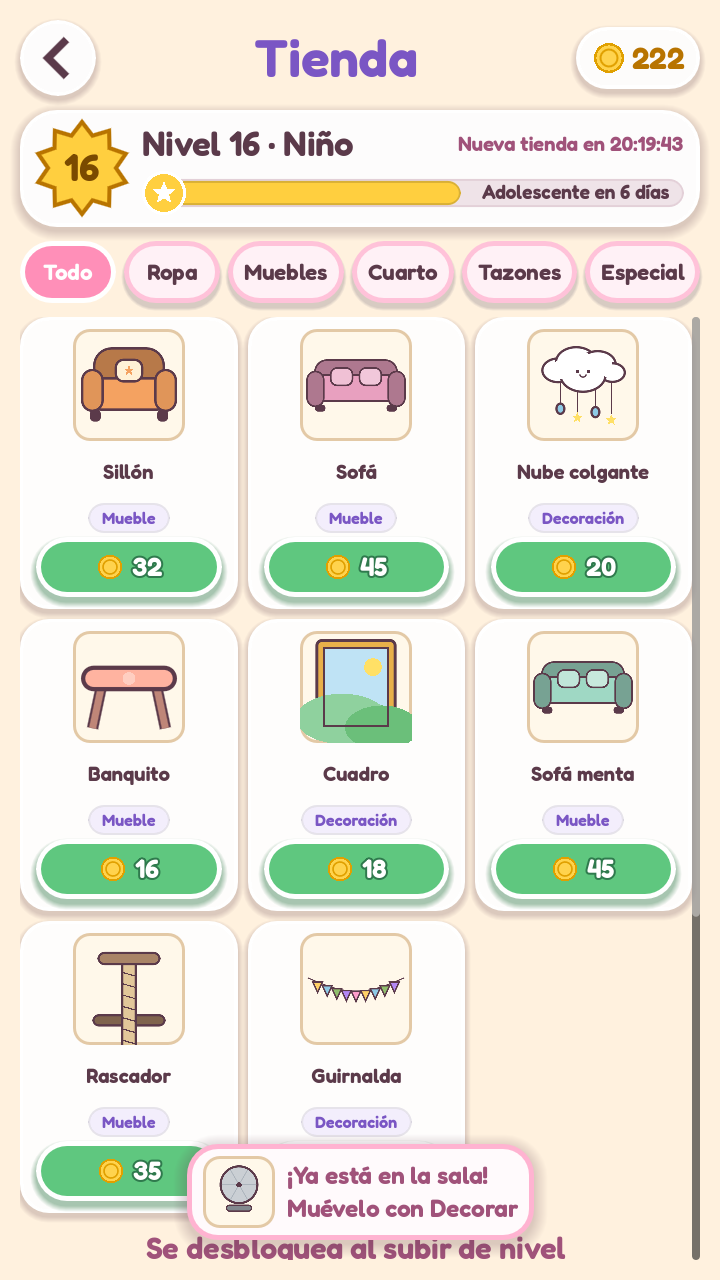 Tienda
222
16
Nivel 16 · Niño
Nueva tienda en 20:19:43
Adolescente en 6 días
Todo
Ropa
Muebles
Cuarto
Tazones
Especial
Sillón
Sofá
Nube colgante
Mueble
Mueble
Decoración
32
45
20
Banquito
Cuadro
Sofá menta
Mueble
Decoración
Mueble
16
18
45
Rascador
Guirnalda
Mueble
Decoración
35
¡Ya está en la sala!
Muévelo con Decorar
Se desbloquea al subir de nivel